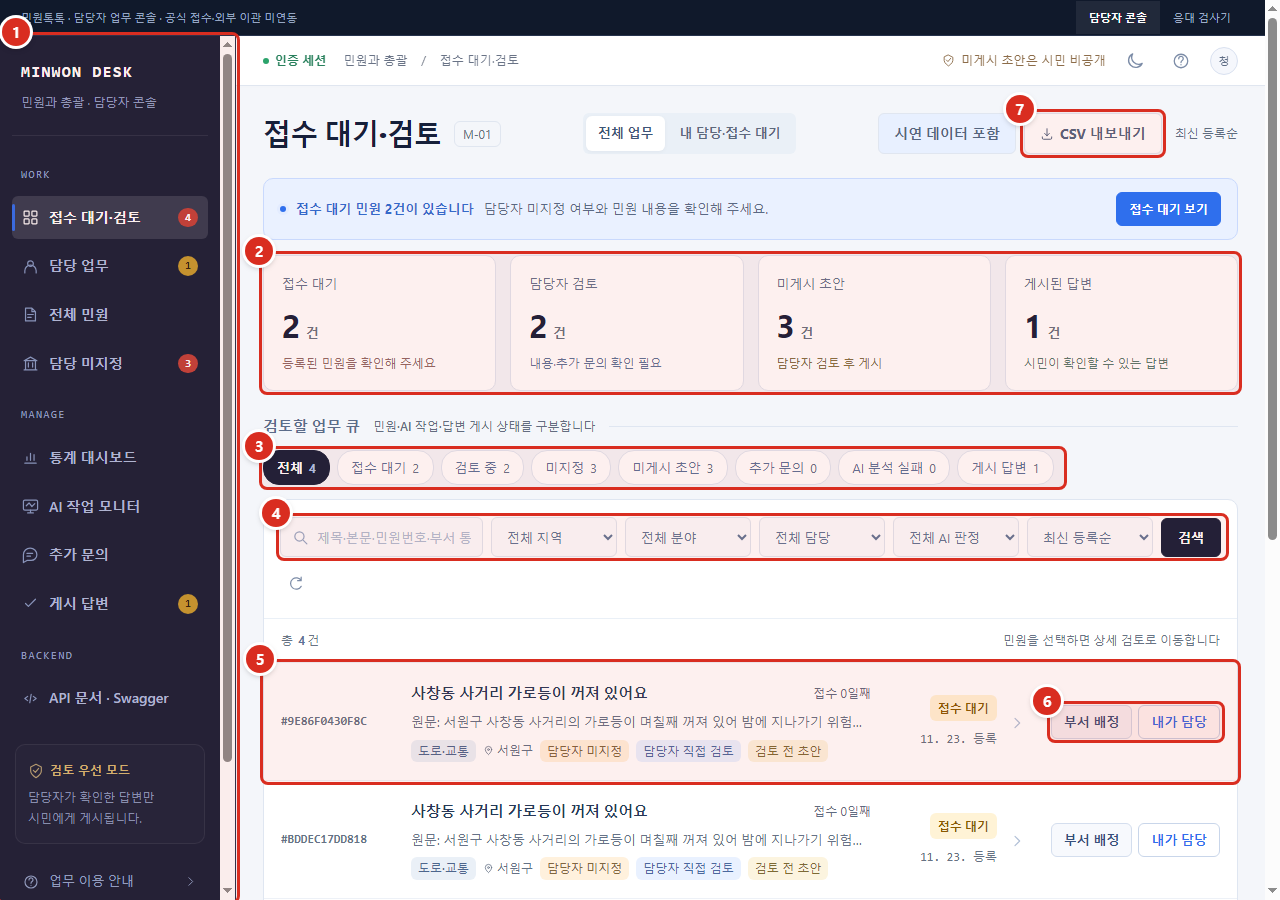 민원톡톡 · 담당자 업무 콘솔 · 공식 접수·외부 이관 미연동
담당자 콘솔
응대 검사기
1
MINWON DESK
민원과 총괄 · 담당자 콘솔
WORK
접수 대기·검토 4
담당 업무 1
전체 민원
담당 미지정 3
MANAGE
통계 대시보드
AI 작업 모니터
추가 문의
게시 답변 1
BACKEND
API 문서 · Swagger
검토 우선 모드
담당자가 확인한 답변만
시민에게 게시됩니다.
업무 이용 안내
인증 세션 민원과 총괄 / 접수 대기·검토
미게시 초안은 시민 비공개
청
접수 대기·검토 M-01
전체 업무 내 담당·접수 대기
시연 데이터 포함
7
CSV 내보내기
최신 등록순
접수 대기 민원 2건이 있습니다 담당자 미지정 여부와 민원 내용을 확인해 주세요.
접수 대기 보기
2
접수 대기
2 건
등록된 민원을 확인해 주세요
담당자 검토
2 건
내용·추가 문의 확인 필요
미게시 초안
3 건
담당자 검토 후 게시
게시된 답변
1 건
시민이 확인할 수 있는 답변
검토할 업무 큐 민원·AI 작업·답변 게시 상태를 구분합니다
3
전체 4 접수 대기 2 검토 중 2 미지정 3 미게시 초안 3 추가 문의 0 AI 분석 실패 0 게시 답변 1
4
제목·본문·민원번호·부서 통 전체 지역 전체 분야 전체 담당 전체 AI 판정 최신 등록순 검색
총 4건
민원을 선택하면 상세 검토로 이동합니다
5
#9E86F0430F8C
사창동 사거리 가로등이 꺼져 있어요
접수 0일째
원문: 서원구 사창동 사거리의 가로등이 며칠째 꺼져 있어 밤에 지나가기 위험...
도로·교통 서원구 담당자 미지정 담당자 직접 검토 검토 전 초안
접수 대기
11. 23. 등록
6
부서 배정 내가 담당
#BDDEC17DD818
사창동 사거리 가로등이 꺼져 있어요
접수 0일째
원문: 서원구 사창동 사거리의 가로등이 며칠째 꺼져 있어 밤에 지나가기 위험...
도로·교통 서원구 담당자 미지정 담당자 직접 검토 검토 전 초안
접수 대기
11. 23. 등록
부서 배정 내가 담당